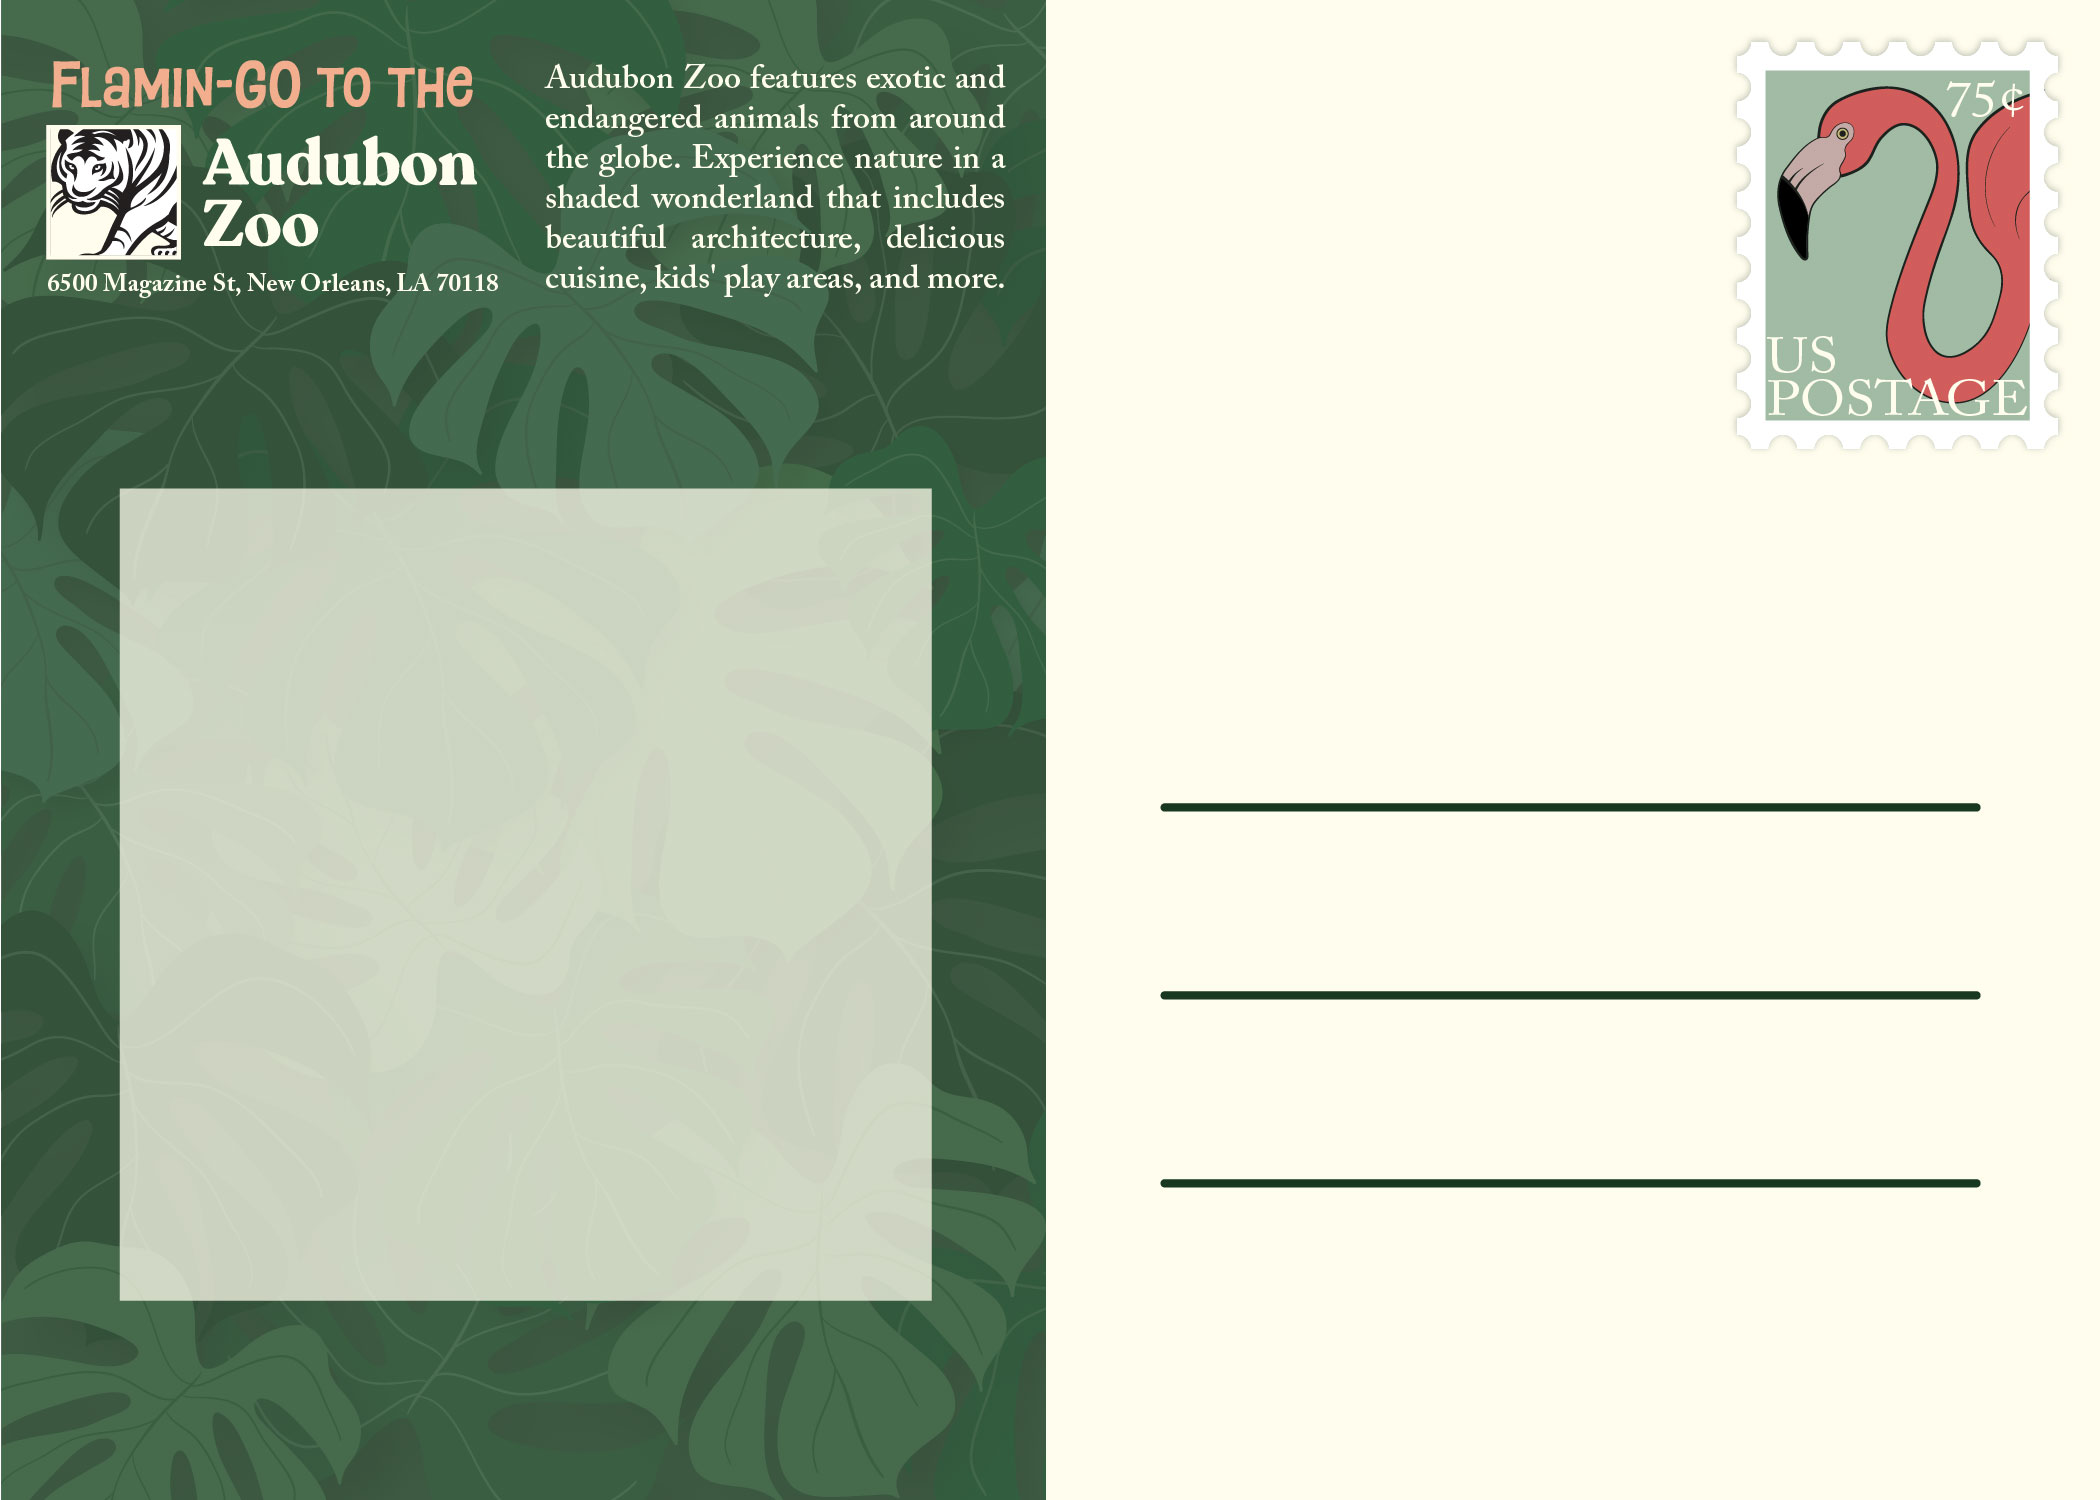 Flamin-Go to the
Audubon
Zoo
6500 Magazine St, New Orleans, LA 70118
Audubon Zoo features exotic and
endangered animals from around
the globe. Experience nature in a
shaded wonderland that includes
beautiful architecture, delicious
cuisine, kids' play areas, and more.
75¢
US
POSTAGE